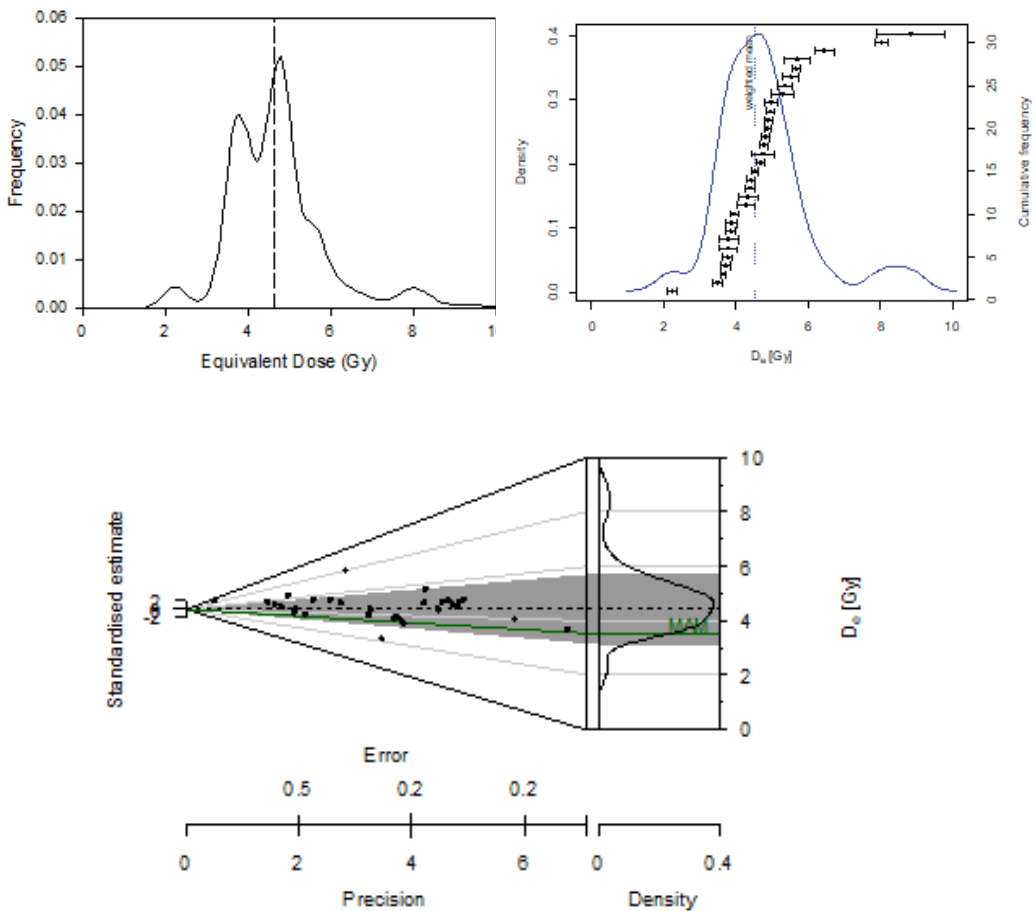 0.06
0.05
0.04
0.03
0.02
0.01
0.00
Frequency
0 2 4 6 8 10
Equivalent Dose (Gy)
0.4
0.3
0.2
0.1
0.0
Density
weighted mean
30
25
20
15
10
5
0
Cumulative frequency
0 2 4 6 8 10
Dₑ [Gy]
Standardised estimate
2
0
-2
MAM
10
8
6
4
2
0
Dₑ [Gy]
Error
0.5 0.2 0.2
0 2 4 6 0 0.4
Precision Density